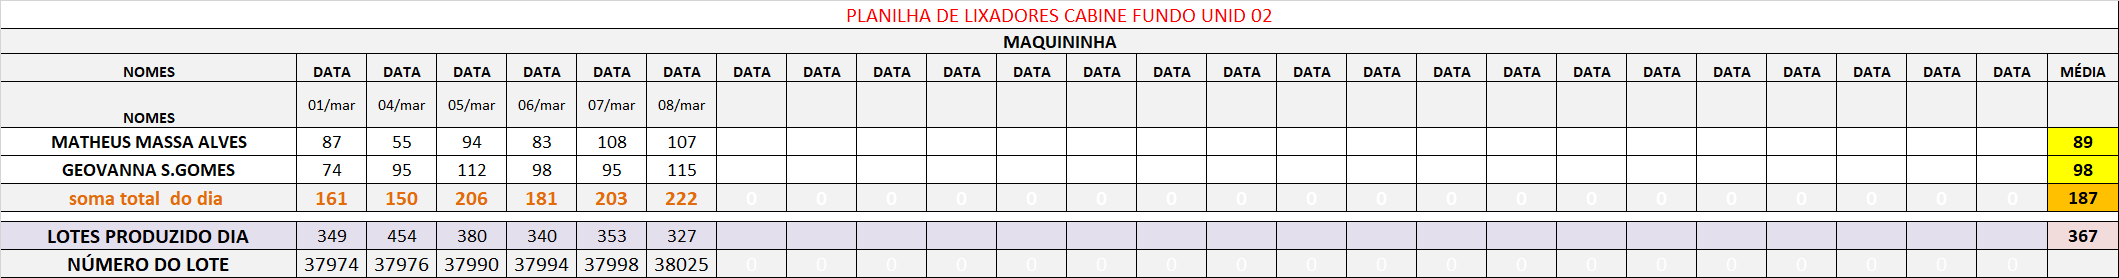 PLANILHA DE LIXADORES CABINE FUNDO UNID 02
MAQUININHA
NOMES DATA DATA DATA DATA DATA DATA DATA DATA DATA DATA DATA DATA DATA DATA DATA DATA DATA DATA DATA DATA DATA DATA DATA DATA DATA MÉDIA
NOMES 01/mar 04/mar 05/mar 06/mar 07/mar 08/mar
MATHEUS MASSA ALVES 87 55 94 83 108 107 89
GEOVANNA S.GOMES 74 95 112 98 95 115 98
soma total do dia 161 150 206 181 203 222 0 0 0 0 0 0 0 0 0 0 0 0 0 0 0 0 0 0 0 187
LOTES PRODUZIDO DIA 349 454 380 340 353 327 367
NÚMERO DO LOTE 37974 37976 37990 37994 37998 38025 0 0 0 0 0 0 0 0 0 0 0 0 0 0 0 0 0 0 0